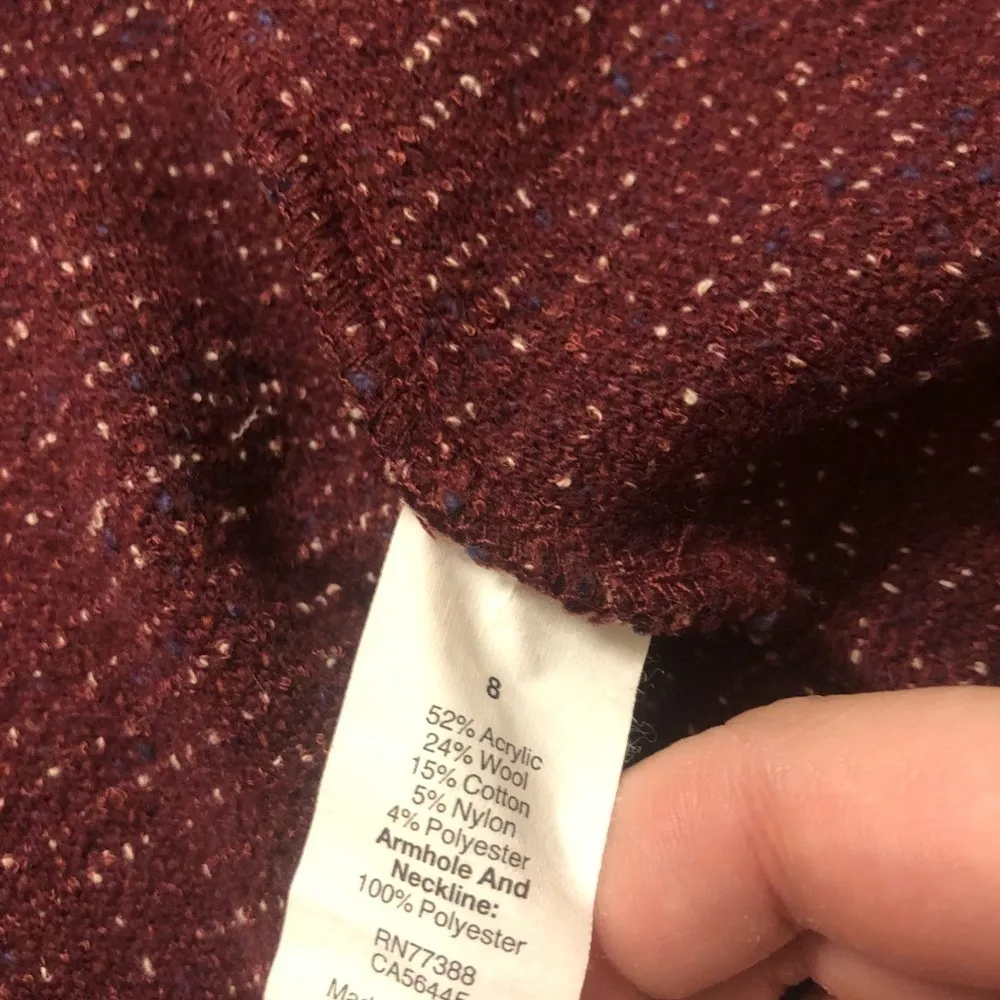 8
52% Acrylic
24% Wool
15% Cotton
5% Nylon
4% Polyester
Armhole And
Neckline:
100% Polyester
RN77388